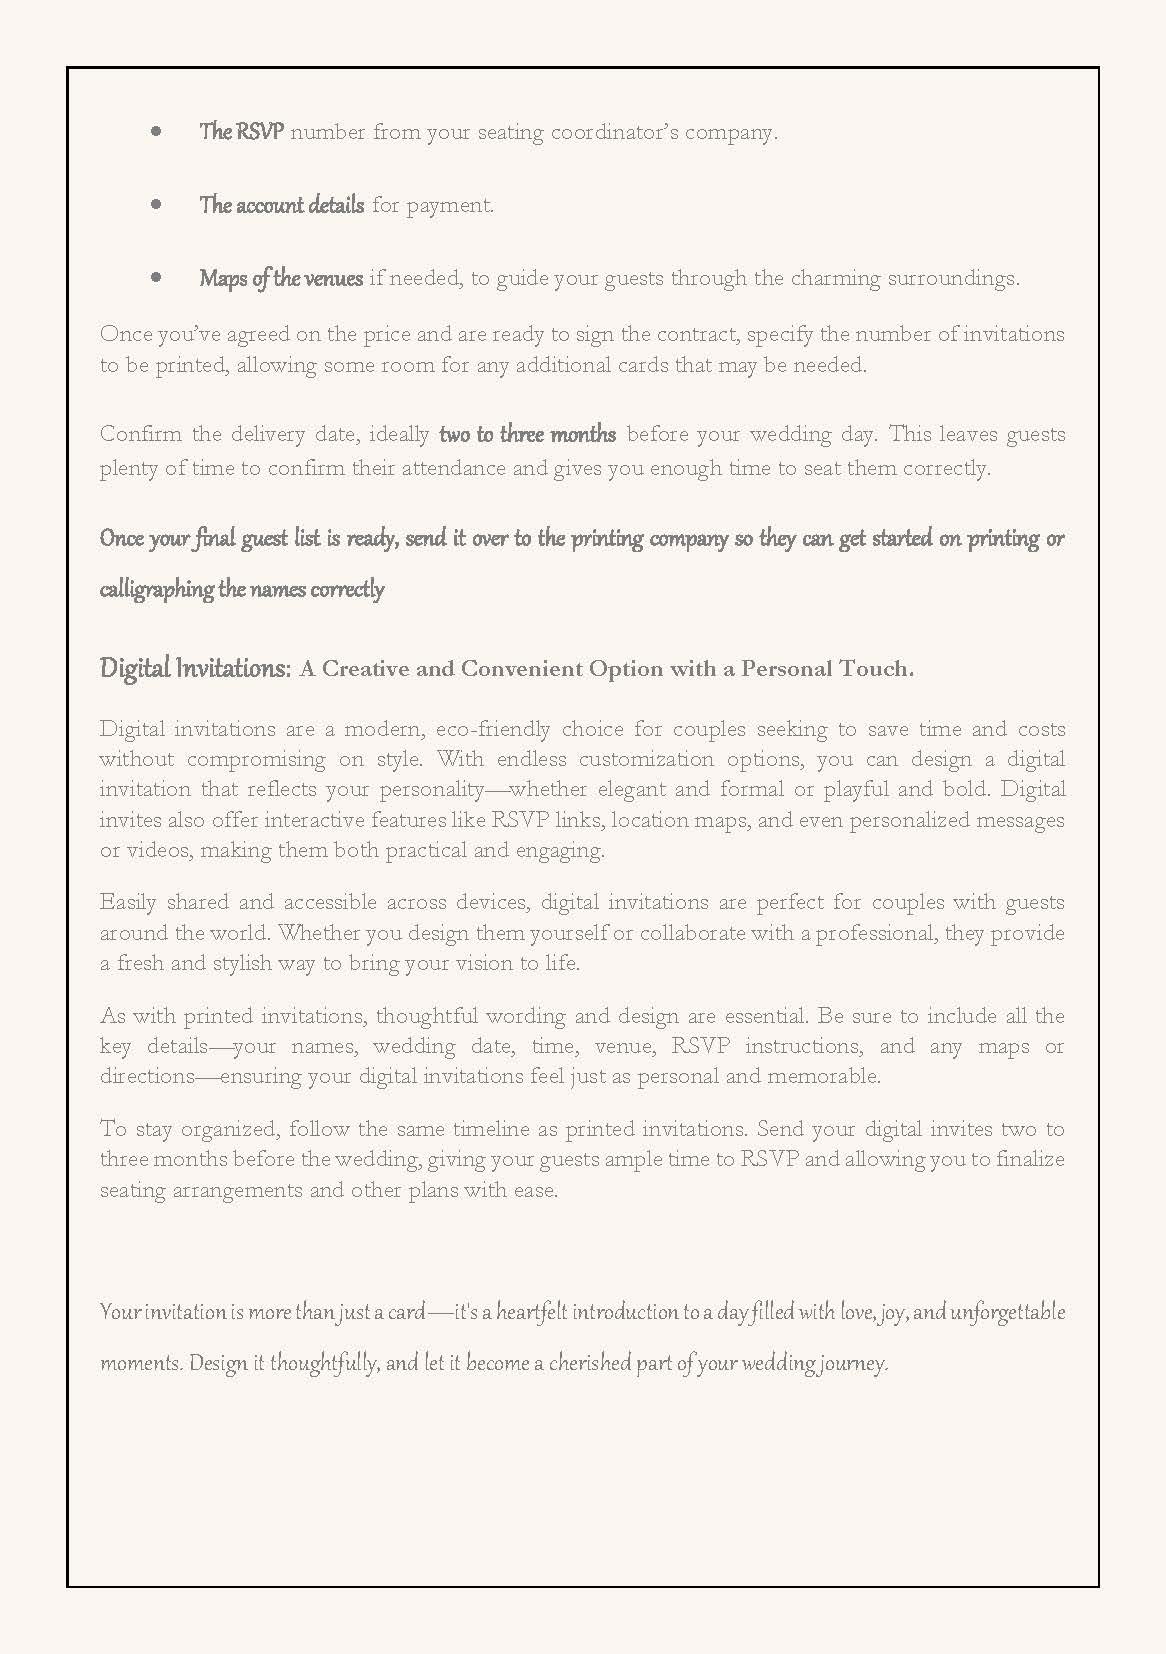 • The RSVP number from your seating coordinator’s company.
• The account details for payment.
• Maps of the venues if needed, to guide your guests through the charming surroundings.
Once you’ve agreed on the price and are ready to sign the contract, specify the number of invitations
to be printed, allowing some room for any additional cards that may be needed.
Confirm the delivery date, ideally two to three months before your wedding day. This leaves guests
plenty of time to confirm their attendance and gives you enough time to seat them correctly.
Once your final guest list is ready, send it over to the printing company so they can get started on printing or
calligraphing the names correctly
Digital Invitations: A Creative and Convenient Option with a Personal Touch.
Digital invitations are a modern, eco-friendly choice for couples seeking to save time and costs
without compromising on style. With endless customization options, you can design a digital
invitation that reflects your personality—whether elegant and formal or playful and bold. Digital
invites also offer interactive features like RSVP links, location maps, and even personalized messages
or videos, making them both practical and engaging.
Easily shared and accessible across devices, digital invitations are perfect for couples with guests
around the world. Whether you design them yourself or collaborate with a professional, they provide
a fresh and stylish way to bring your vision to life.
As with printed invitations, thoughtful wording and design are essential. Be sure to include all the
key details—your names, wedding date, time, venue, RSVP instructions, and any maps or
directions—ensuring your digital invitations feel just as personal and memorable.
To stay organized, follow the same timeline as printed invitations. Send your digital invites two to
three months before the wedding, giving your guests ample time to RSVP and allowing you to finalize
seating arrangements and other plans with ease.
Your invitation is more than just a card—it's a heartfelt introduction to a day filled with love, joy, and unforgettable
moments. Design it thoughtfully, and let it become a cherished part of your wedding journey.